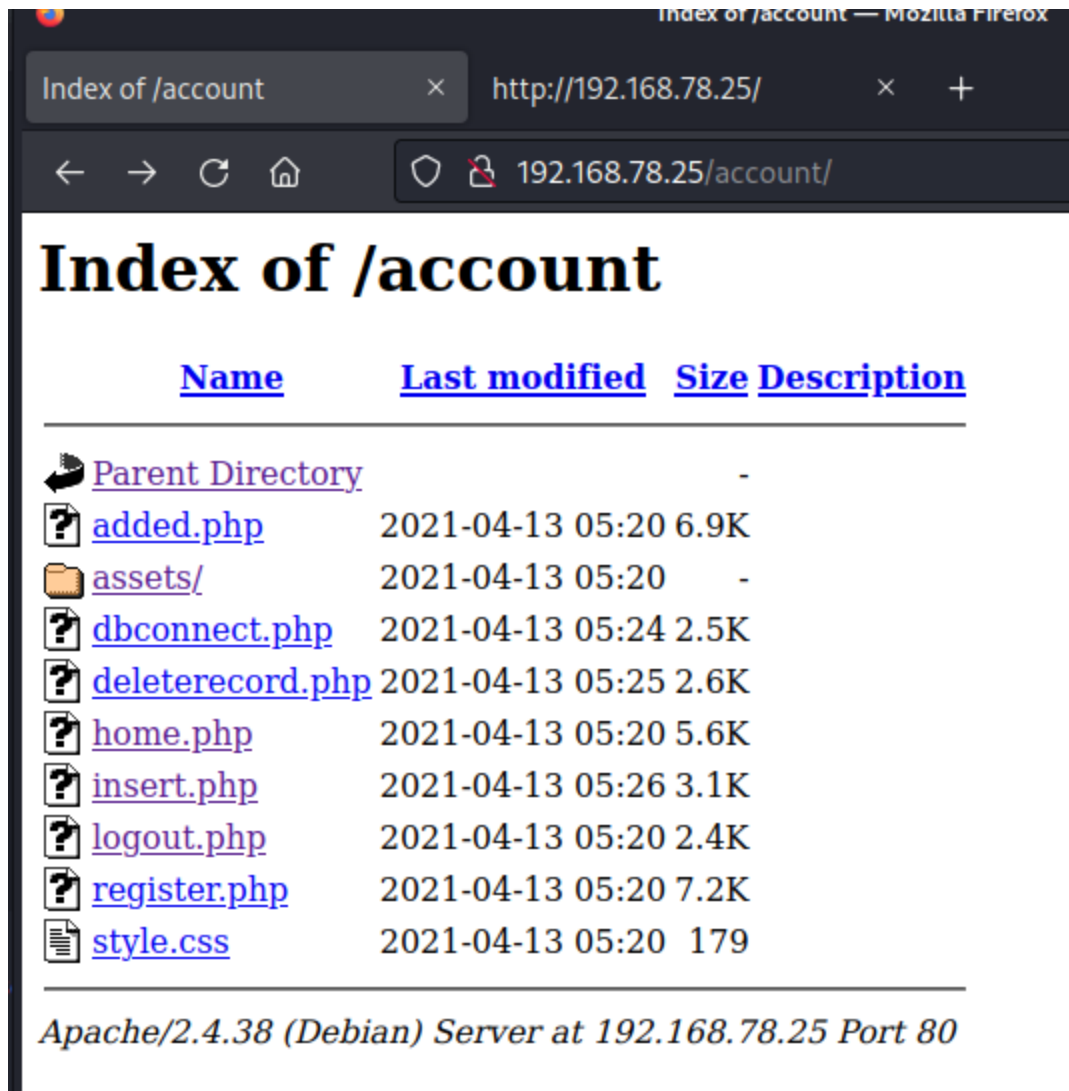 Index of /account — Mozilla Firefox
Index of /account × http://192.168.78.25/ × +
192.168.78.25/account/
Index of /account
Name Last modified Size Description
Parent Directory -
added.php 2021-04-13 05:20 6.9K
assets/ 2021-04-13 05:20 -
dbconnect.php 2021-04-13 05:24 2.5K
deleterecord.php 2021-04-13 05:25 2.6K
home.php 2021-04-13 05:20 5.6K
insert.php 2021-04-13 05:26 3.1K
logout.php 2021-04-13 05:20 2.4K
register.php 2021-04-13 05:20 7.2K
style.css 2021-04-13 05:20 179
Apache/2.4.38 (Debian) Server at 192.168.78.25 Port 80